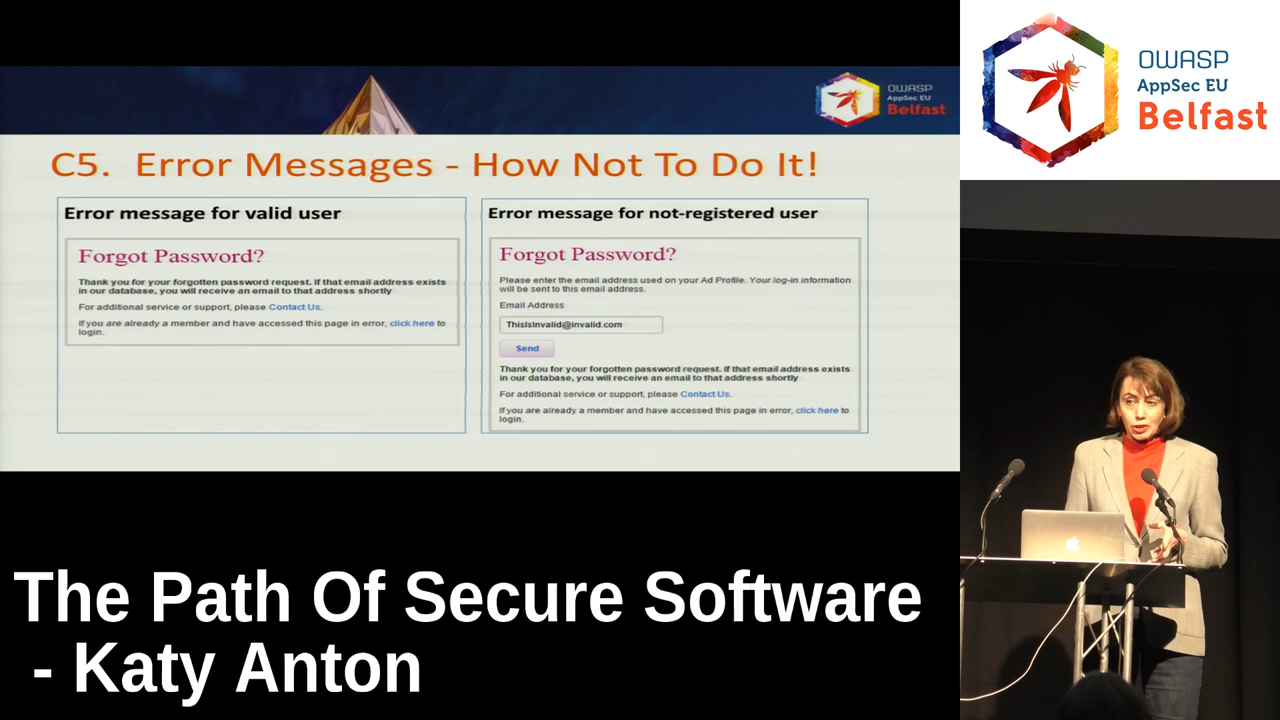 OWASP
AppSec EU
Belfast
C5. Error Messages - How Not To Do It!
Error message for valid user
Forgot Password?
Thank you for your forgotten password request. If that email address exists
in our database, you will receive an email to that address shortly
For additional service or support, please Contact Us.
If you are already a member and have accessed this page in error, click here to
login.
Error message for not-registered user
Forgot Password?
Please enter the email address used on your Ad Profile. Your log-in information
will be sent to this email address.
Email Address
ThisIsInvalid@invalid.com
Send
Thank you for your forgotten password request. If that email address exists
in our database, you will receive an email to that address shortly
For additional service or support, please Contact Us.
If you are already a member and have accessed this page in error, click here to
login.
The Path Of Secure Software
- Katy Anton
OWASP
AppSec EU
Belfast